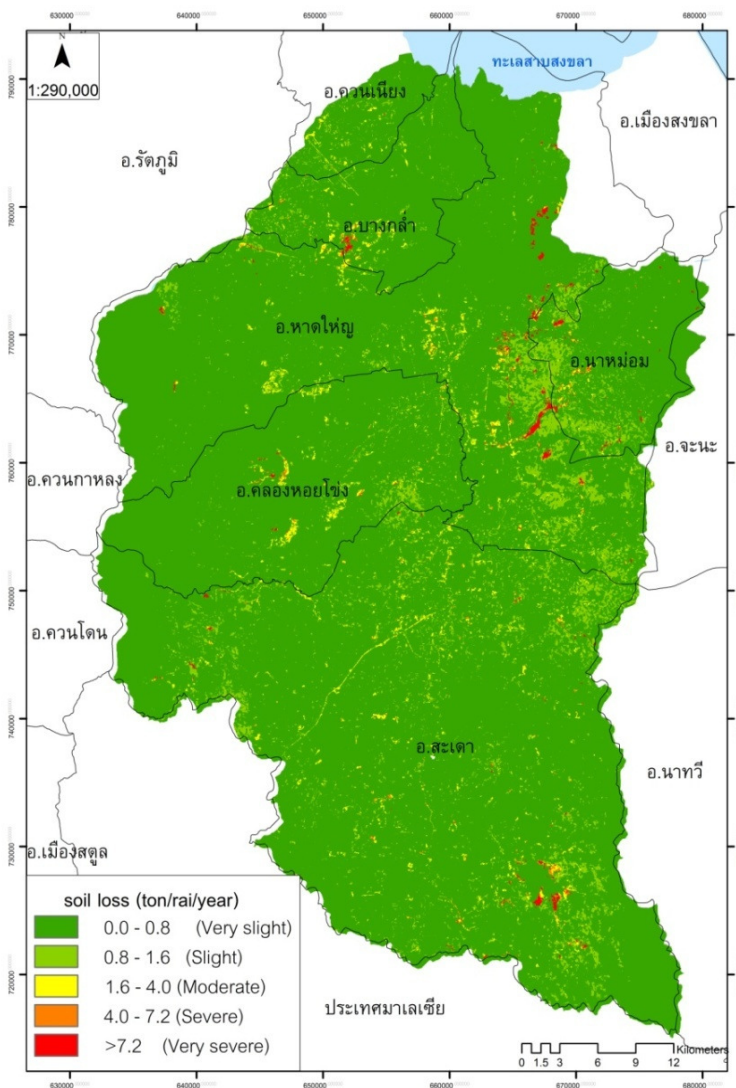 630000 640000 650000 660000 670000 680000
N
1:290,000
ทะเลสาบสงขลา
790000
อ.ควนเนียง
อ.เมืองสงขลา
อ.รัตภูมิ
780000
อ.บางกล่ำ
770000
อ.หาดใหญ่
อ.นาหม่อม
อ.จะนะ
760000
อ.ควนกาหลง
อ.คลองหอยโข่ง
750000
อ.ควนโดน
740000
อ.สะเดา
อ.นาทวี
730000
อ.เมืองสตูล
soil loss (ton/rai/year)
0.0 - 0.8 (Very slight)
0.8 - 1.6 (Slight)
1.6 - 4.0 (Moderate)
4.0 - 7.2 (Severe)
>7.2 (Very severe)
720000
ประเทศมาเลเซีย
Kilometers
0 1.5 3 6 9 12
630000 640000 650000 660000 670000 680000